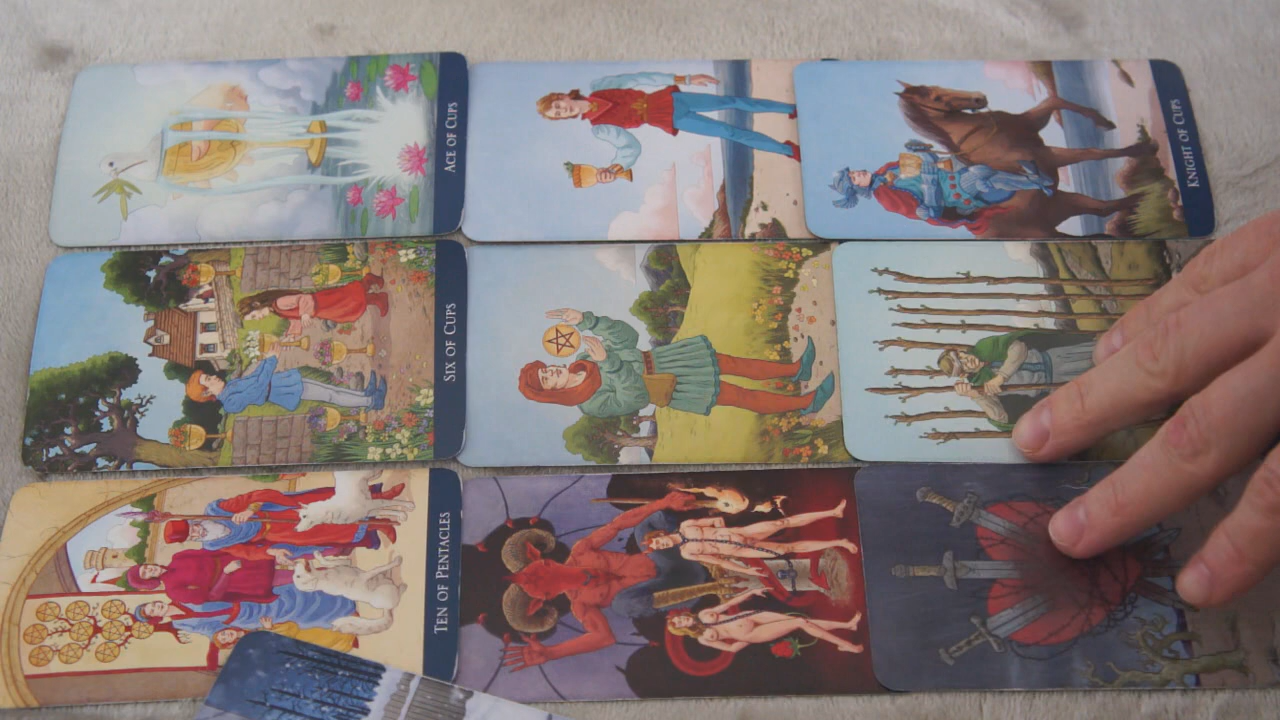 ACE OF CUPS
KNIGHT OF CUPS
SIX OF CUPS
TEN OF PENTACLES